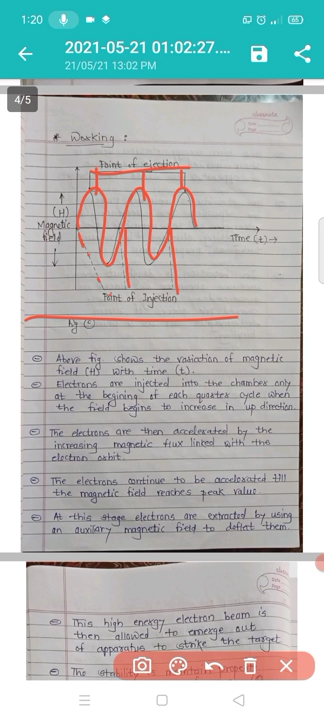 1:20
65
2021-05-21 01:02:27....
21/05/21 13:02 PM
4/5
classmate
* Working :
Point of ejection
(H)
Magnetic
field
Time (t)→
Point of Injection
Above fig shows the variation of magnetic
field (H) with time (t).
Electrons are injected into the chamber only
at the begining of each quarter cycle when
the field begins to increase in up direction.
The electrons are then accelerated by the
increasing magnetic flux linked with the
electron orbit
The electrons continue to be accelerated till
the magnetic field reaches peak value
At this stage electrons are extracted by using
an auxilary magnetic field to deflat them.
This high energy electron beam is
then allowed to emerge out
of apparatus to strike the target
The